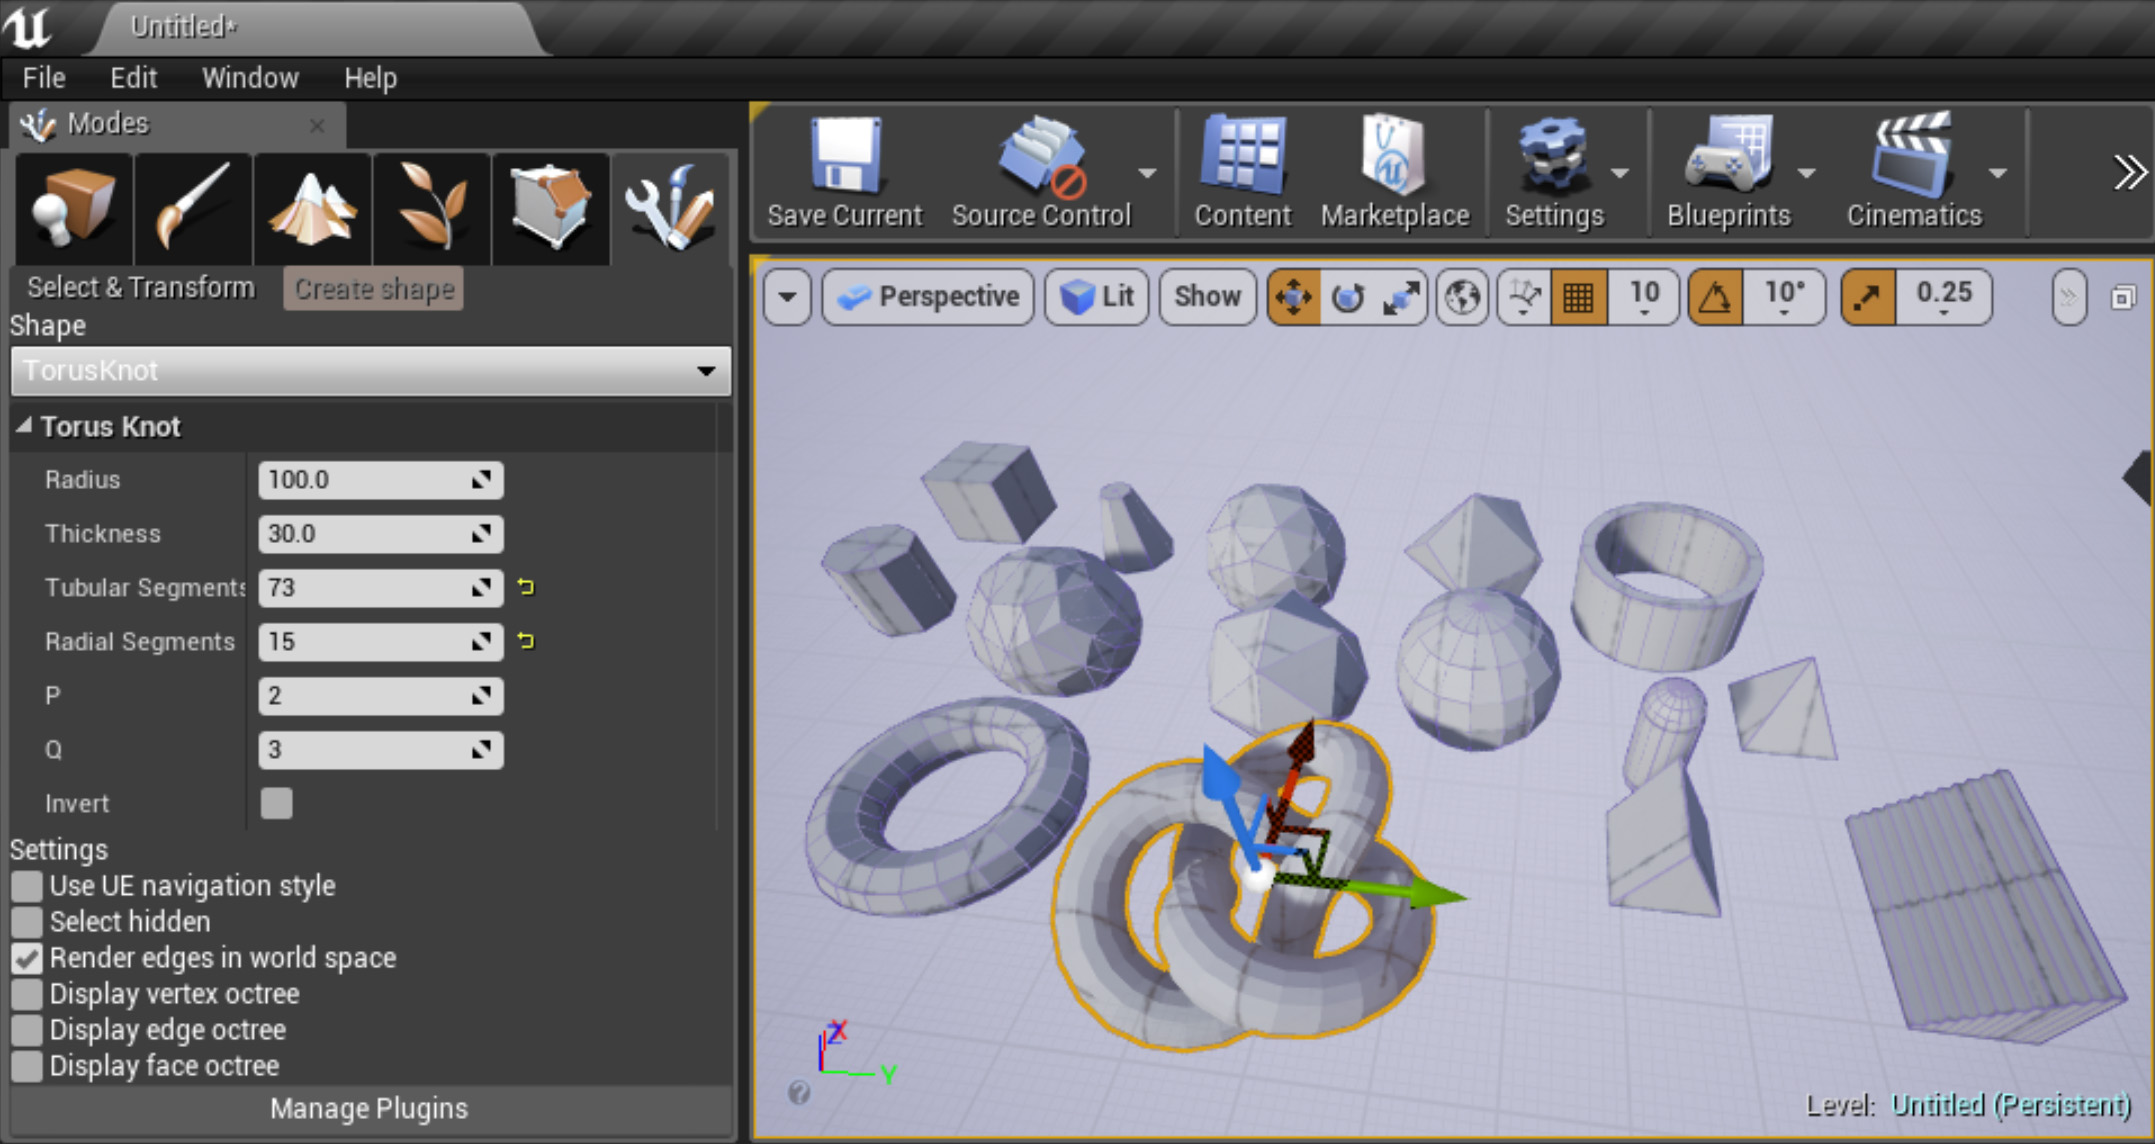 Untitled*
File Edit Window Help
Modes
Save Current Source Control Content Marketplace Settings Blueprints Cinematics
Select & Transform Create shape
Perspective Lit Show 10 10° 0.25
Shape
TorusKnot
Torus Knot
Radius 100.0
Thickness 30.0
Tubular Segments 73
Radial Segments 15
P 2
Q 3
Invert
Settings
Use UE navigation style
Select hidden
Render edges in world space
Display vertex octree
Display edge octree
Display face octree
Manage Plugins
Z X
Y
?
Level: Untitled (Persistent)